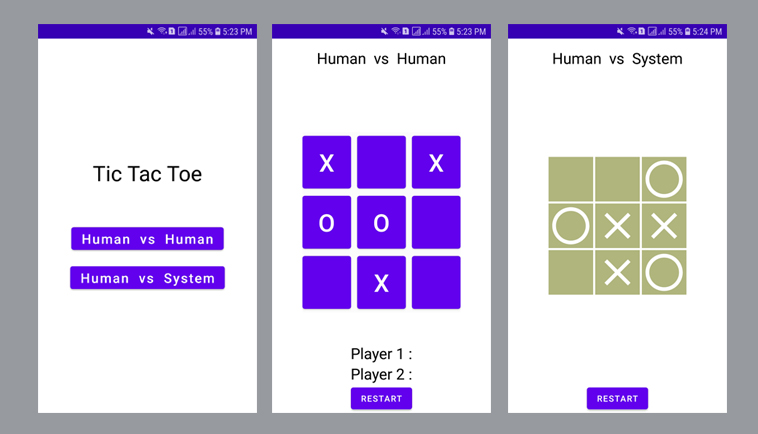 55% 5:23 PM
Tic Tac Toe
Human vs Human
Human vs System
55% 5:23 PM
Human vs Human
X X
O O
X
Player 1 :
Player 2 :
RESTART
55% 5:24 PM
Human vs System
RESTART